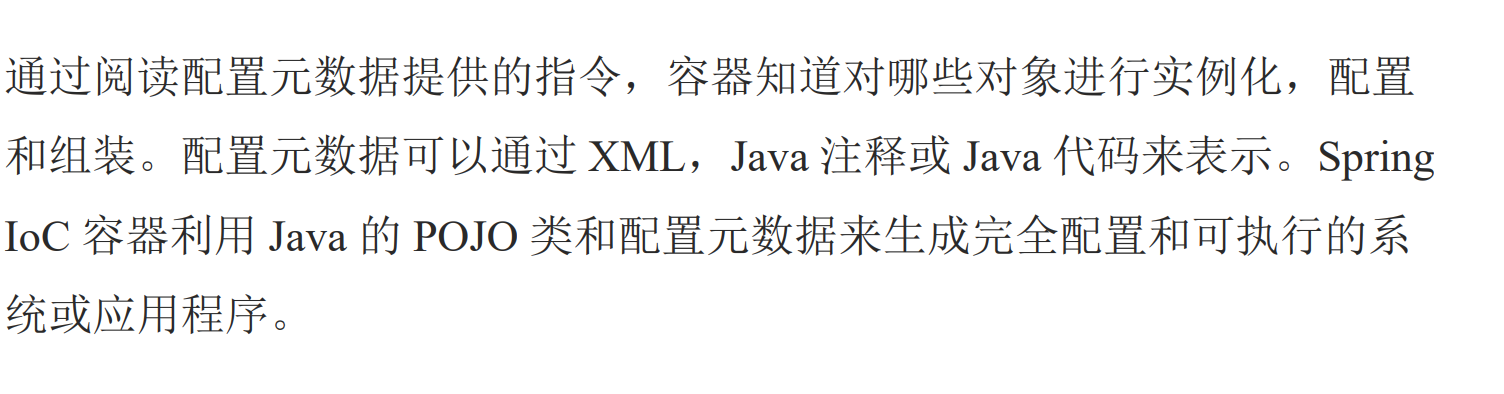 通过阅读配置元数据提供的指令，容器知道对哪些对象进行实例化，配置
和组装。配置元数据可以通过 XML，Java 注释或 Java 代码来表示。Spring
IoC 容器利用 Java 的 POJO 类和配置元数据来生成完全配置和可执行的系
统或应用程序。